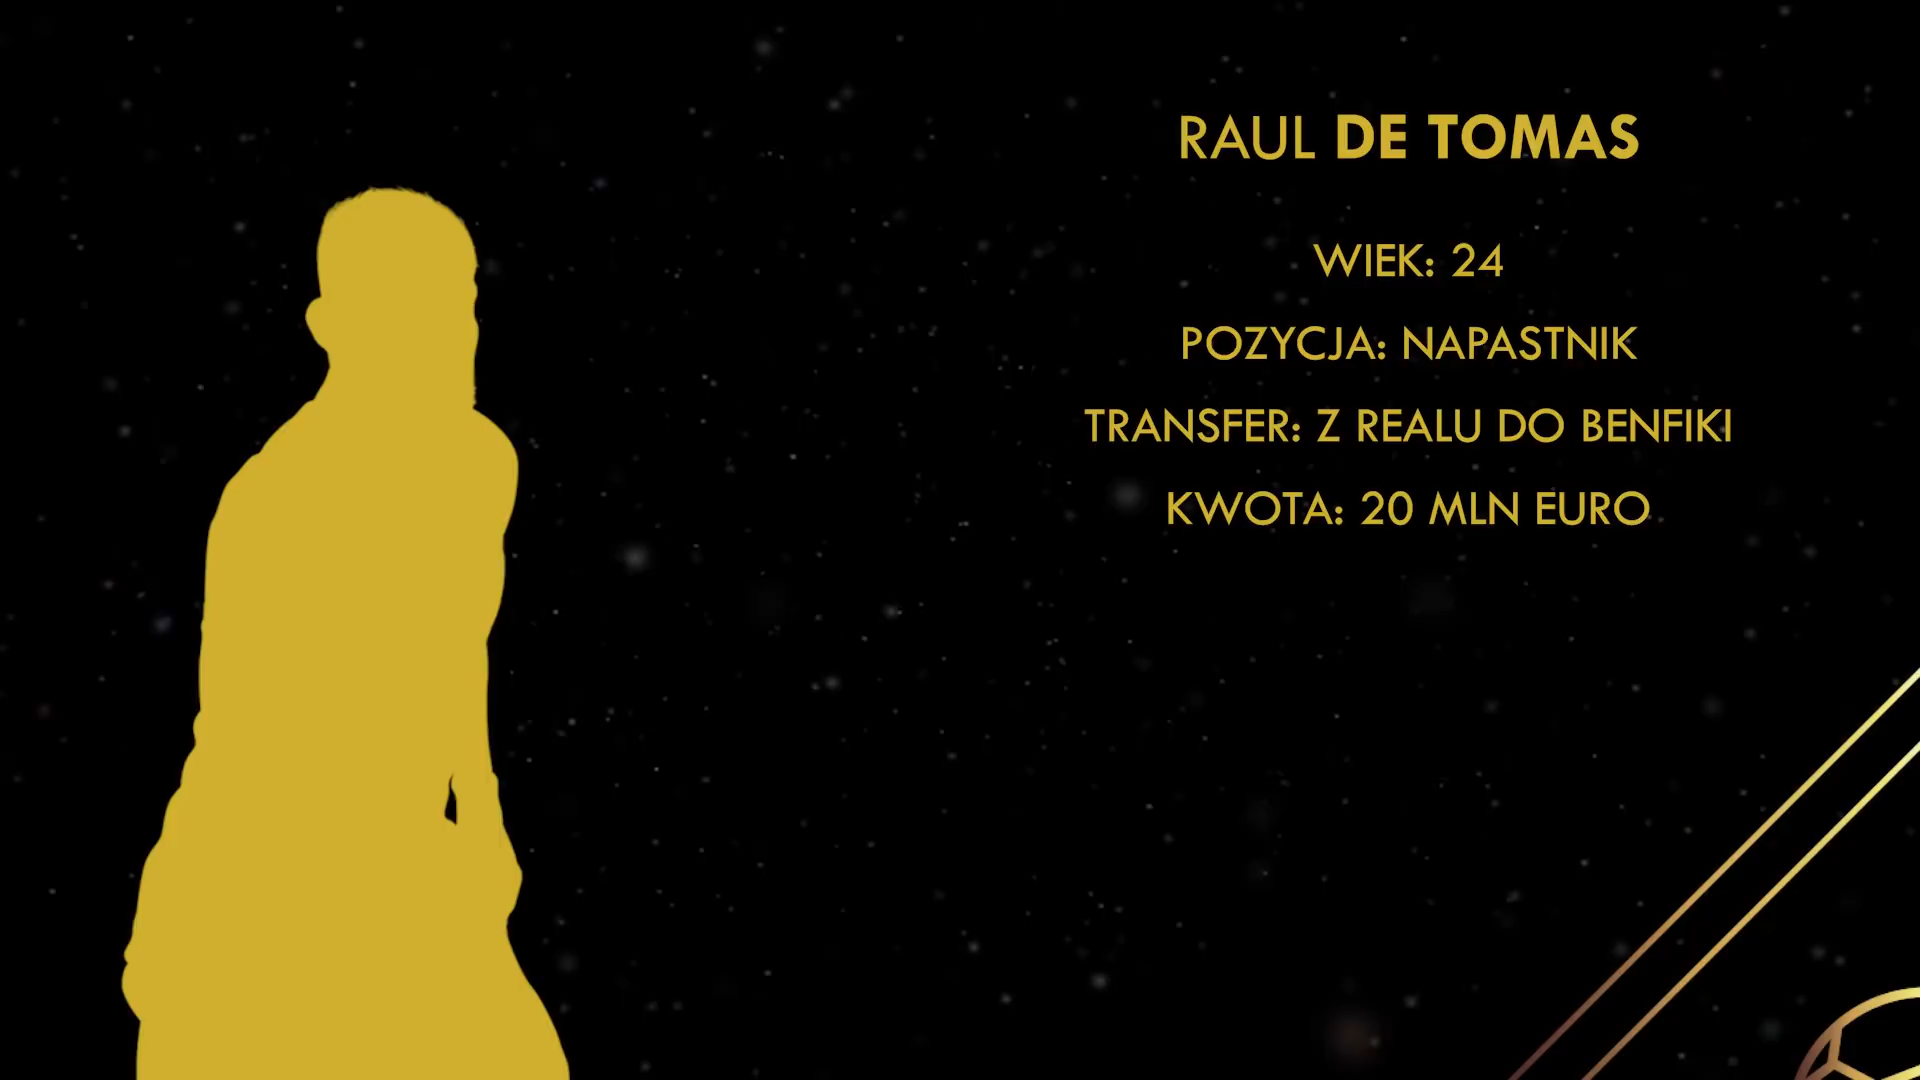 RAUL DE TOMAS
WIEK: 24
POZYCJA: NAPASTNIK
TRANSFER: Z REALU DO BENFIKI
KWOTA: 20 MLN EURO